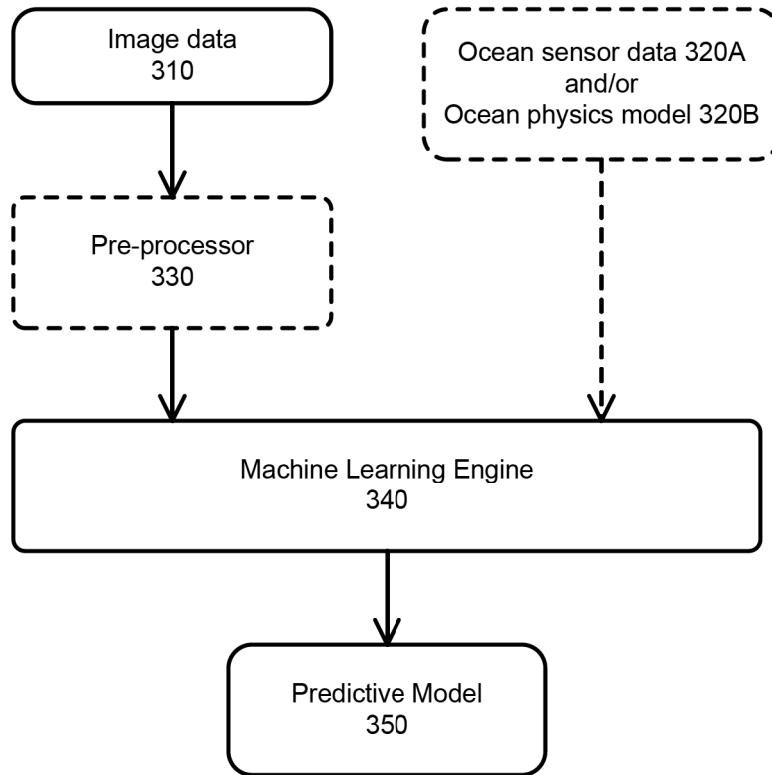 Image data
310
Ocean sensor data 320A
and/or
Ocean physics model 320B
Pre-processor
330
Machine Learning Engine
340
Predictive Model
350